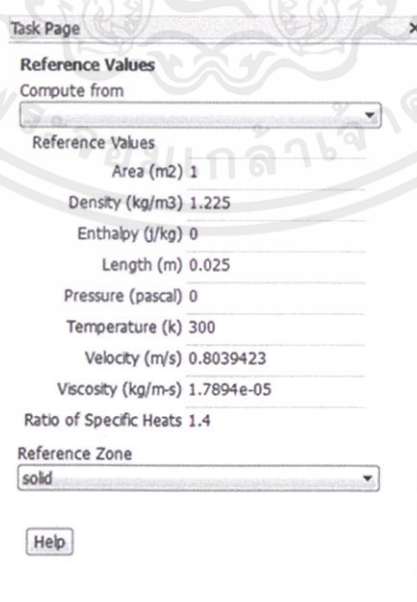 Task Page ×
Reference Values
Compute from
Reference Values
Area (m2) 1
Density (kg/m3) 1.225
Enthalpy (j/kg) 0
Length (m) 0.025
Pressure (pascal) 0
Temperature (k) 300
Velocity (m/s) 0.8039423
Viscosity (kg/m-s) 1.7894e-05
Ratio of Specific Heats 1.4
Reference Zone
solid
Help